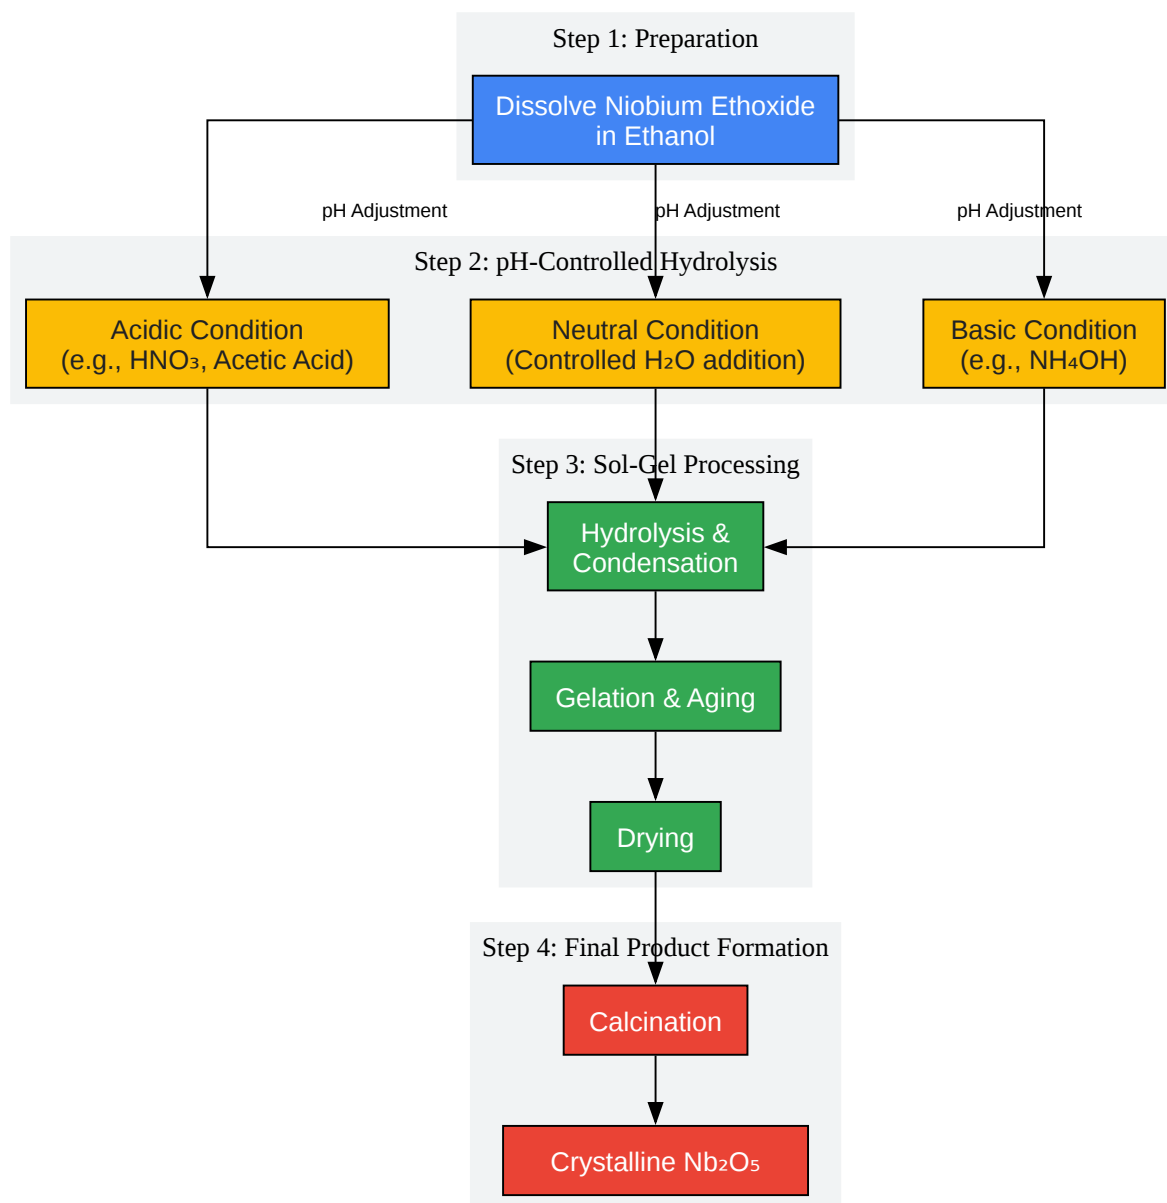 Step 1: Preparation
Dissolve Niobium Ethoxide
in Ethanol
pH Adjustment
pH Adjustment
pH Adjustment
Step 2: pH-Controlled Hydrolysis
Acidic Condition
(e.g., HNO₃, Acetic Acid)
Neutral Condition
(Controlled H₂O addition)
Basic Condition
(e.g., NH₄OH)
Step 3: Sol-Gel Processing
Hydrolysis &
Condensation
Gelation & Aging
Drying
Step 4: Final Product Formation
Calcination
Crystalline Nb₂O₅